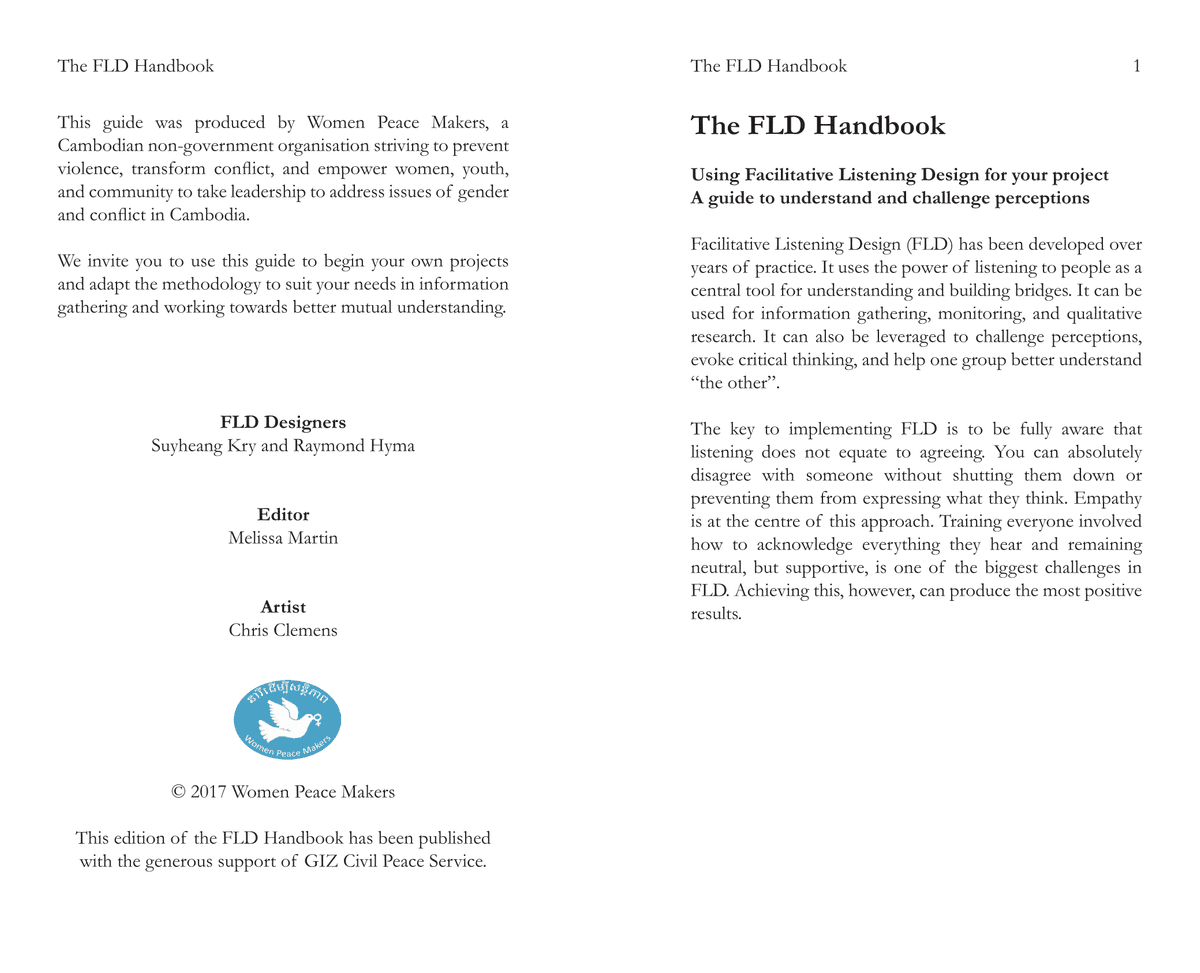 The FLD Handbook
This guide was produced by Women Peace Makers, a
Cambodian non-government organisation striving to prevent
violence, transform conflict, and empower women, youth,
and community to take leadership to address issues of gender
and conflict in Cambodia.
We invite you to use this guide to begin your own projects
and adapt the methodology to suit your needs in information
gathering and working towards better mutual understanding.
FLD Designers
Suyheang Kry and Raymond Hyma
Editor
Melissa Martin
Artist
Chris Clemens
Women Peace Makers
© 2017 Women Peace Makers
This edition of the FLD Handbook has been published
with the generous support of GIZ Civil Peace Service.
The FLD Handbook 1
The FLD Handbook
Using Facilitative Listening Design for your project
A guide to understand and challenge perceptions
Facilitative Listening Design (FLD) has been developed over
years of practice. It uses the power of listening to people as a
central tool for understanding and building bridges. It can be
used for information gathering, monitoring, and qualitative
research. It can also be leveraged to challenge perceptions,
evoke critical thinking, and help one group better understand
“the other”.
The key to implementing FLD is to be fully aware that
listening does not equate to agreeing. You can absolutely
disagree with someone without shutting them down or
preventing them from expressing what they think. Empathy
is at the centre of this approach. Training everyone involved
how to acknowledge everything they hear and remaining
neutral, but supportive, is one of the biggest challenges in
FLD. Achieving this, however, can produce the most positive
results.